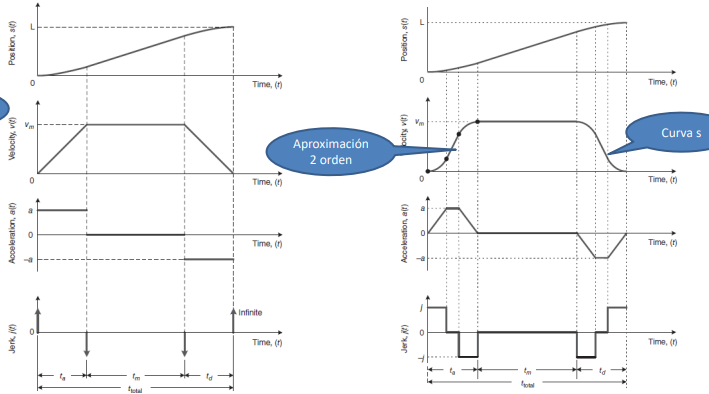 Position, s(t)
L
0
Time, (t)
Velocity, v(t)
vm
0
Time, (t)
Acceleration, a(t)
a
0
–a
Time, (t)
Jerk, j(t)
0
Infinite
Time, (t)
ta
tm
td
ttotal
Position, s(t)
L
0
Time, (t)
Aproximación
2 orden
Curva s
vm
0
Time, (t)
Acceleration, a(t)
a
0
–a
Time, (t)
Jerk, j(t)
j
0
–j
Time, (t)
ta
tm
td
ttotal